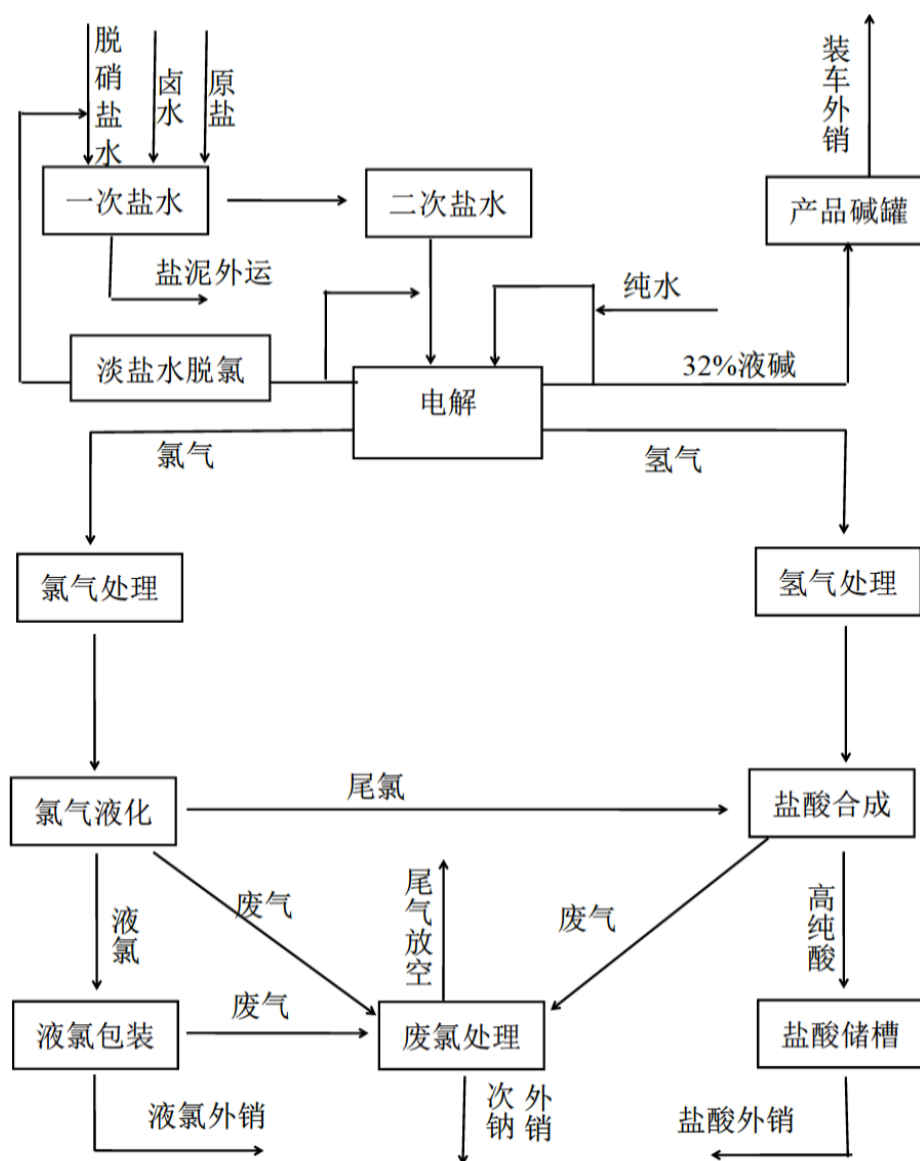 脱硝盐水
卤水
原盐
装车外销
一次盐水
二次盐水
产品碱罐
盐泥外运
纯水
淡盐水脱氯
电解
32%液碱
氯气
氢气
氯气处理
氢气处理
氯气液化
尾氯
盐酸合成
液氯
废气
尾气放空
废气
高纯酸
液氯包装
废气
废氯处理
盐酸储槽
液氯外销
次钠
外销
盐酸外销